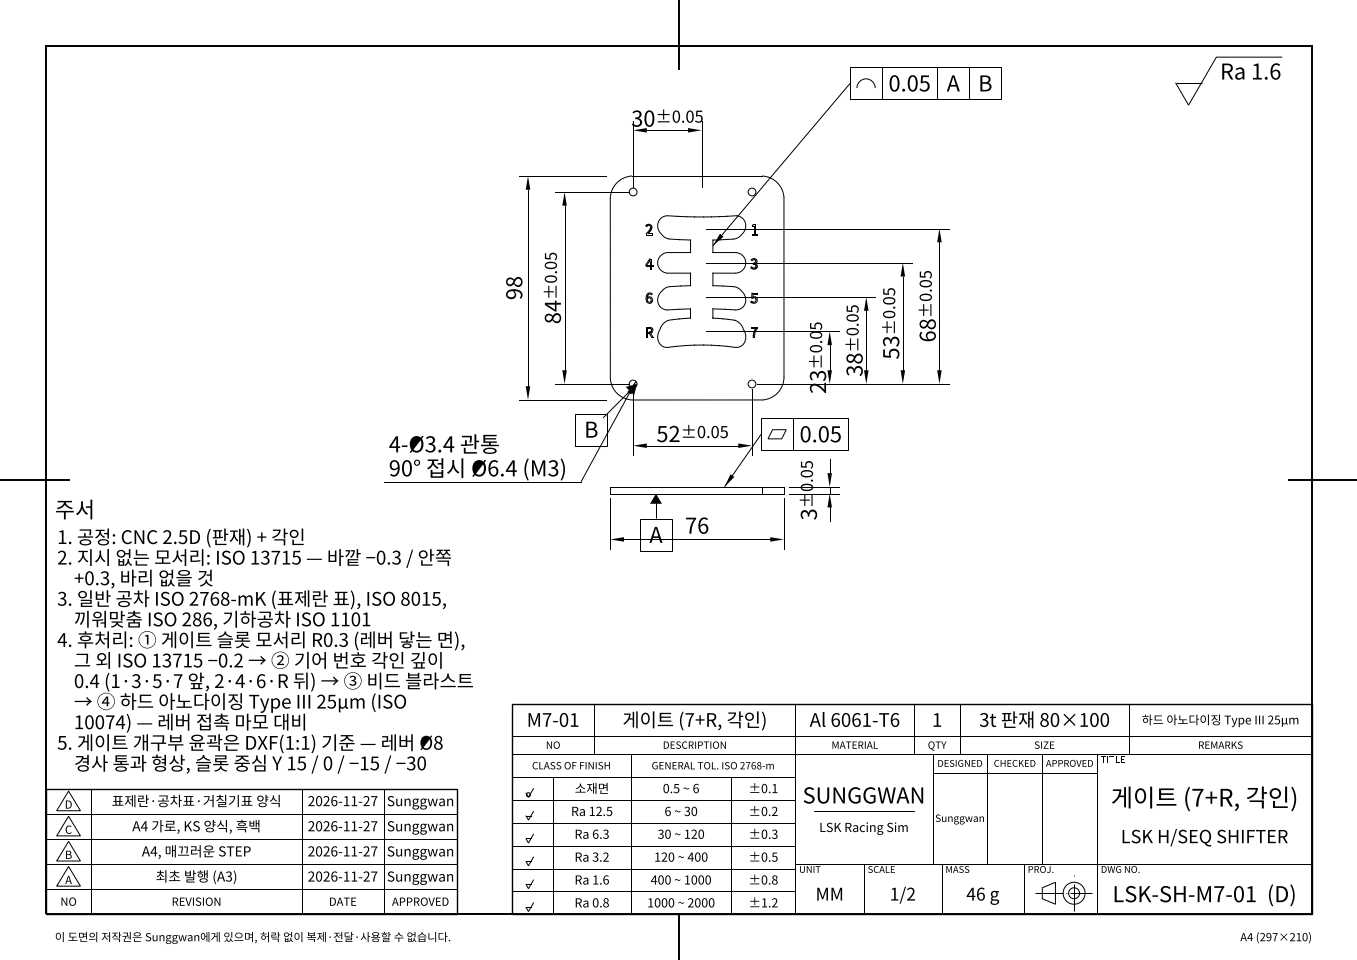 Ra 1.6
0.05 A B
30±0.05
98
84±0.05
2 1
4 3
6 5
R 7
23±0.05
38±0.05
53±0.05
68±0.05
B
52±0.05
0.05
4-Ø3.4 관통
90° 접시 Ø6.4 (M3)
3±0.05
A
76
주서
1. 공정: CNC 2.5D (판재) + 각인
2. 지시 없는 모서리: ISO 13715 — 바깥 −0.3 / 안쪽
+0.3, 바리 없을 것
3. 일반 공차 ISO 2768-mK (표제란 표), ISO 8015,
끼워맞춤 ISO 286, 기하공차 ISO 1101
4. 후처리: ① 게이트 슬롯 모서리 R0.3 (레버 닿는 면),
그 외 ISO 13715 −0.2 → ② 기어 번호 각인 깊이
0.4 (1·3·5·7 앞, 2·4·6·R 뒤) → ③ 비드 블라스트
→ ④ 하드 아노다이징 Type III 25µm (ISO
10074) — 레버 접촉 마모 대비
5. 게이트 개구부 윤곽은 DXF(1:1) 기준 — 레버 Ø8
경사 통과 형상, 슬롯 중심 Y 15 / 0 / −15 / −30
D 표제란·공차표·거칠기표 양식 2026-11-27 Sunggwan
C A4 가로, KS 양식, 흑백 2026-11-27 Sunggwan
B A4, 매끄러운 STEP 2026-11-27 Sunggwan
A 최초 발행 (A3) 2026-11-27 Sunggwan
NO REVISION DATE APPROVED
M7-01 게이트 (7+R, 각인) Al 6061-T6 1 3t 판재 80×100 하드 아노다이징 Type III 25µm
NO DESCRIPTION MATERIAL QTY SIZE REMARKS
CLASS OF FINISH GENERAL TOL. ISO 2768-m
소재면 0.5 ~ 6 ±0.1
Ra 12.5 6 ~ 30 ±0.2
Ra 6.3 30 ~ 120 ±0.3
Ra 3.2 120 ~ 400 ±0.5
Ra 1.6 400 ~ 1000 ±0.8
Ra 0.8 1000 ~ 2000 ±1.2
SUNGGWAN
LSK Racing Sim
DESIGNED CHECKED APPROVED
Sunggwan
TITLE
게이트 (7+R, 각인)
LSK H/SEQ SHIFTER
UNIT SCALE MASS PROJ. DWG NO.
MM 1/2 46 g LSK-SH-M7-01 (D)
이 도면의 저작권은 Sunggwan에게 있으며, 허락 없이 복제·전달·사용할 수 없습니다.
A4 (297×210)